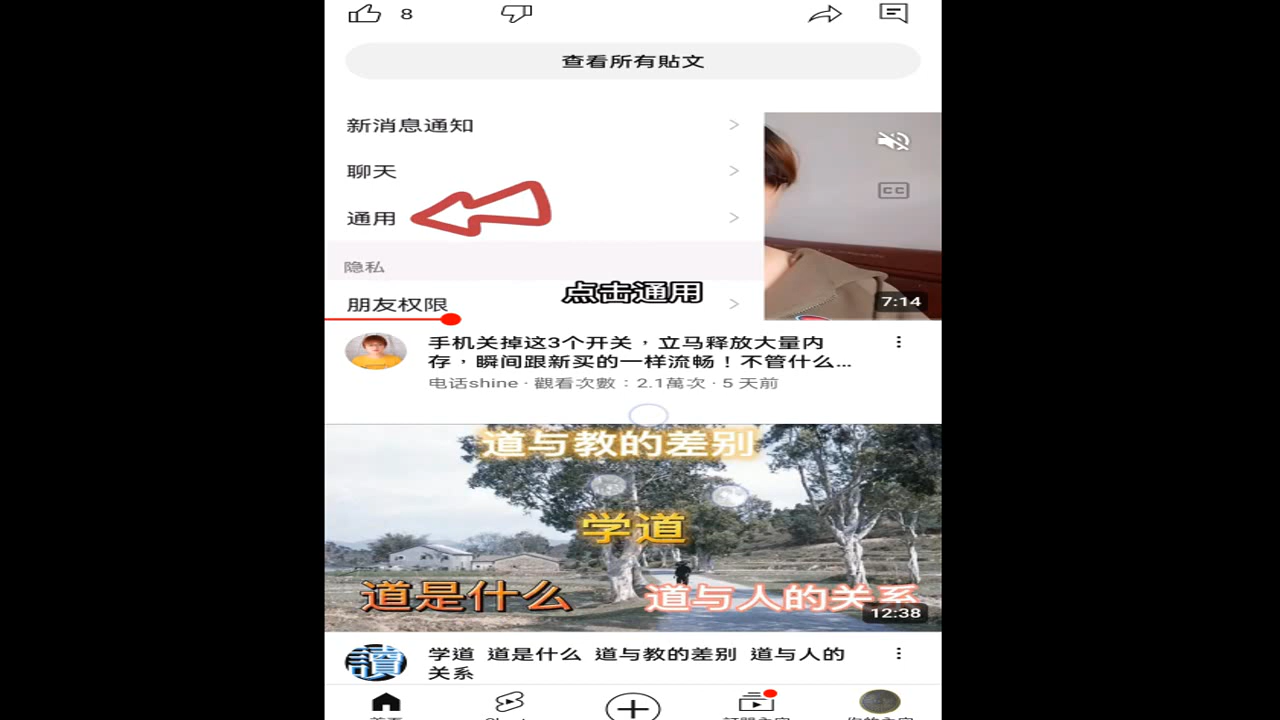 8
查看所有貼文
新消息通知
聊天
通用
CC
隐私
点击通用
朋友权限
7:14
手机关掉这3个开关，立马释放大量内
存，瞬间跟新买的一样流畅！不管什么...
电话shine · 觀看次數：2.1萬次 · 5 天前
道与教的差别
学道
道是什么
道与人的关系
12:38
讀
学道 道是什么 道与教的差别 道与人的
关系